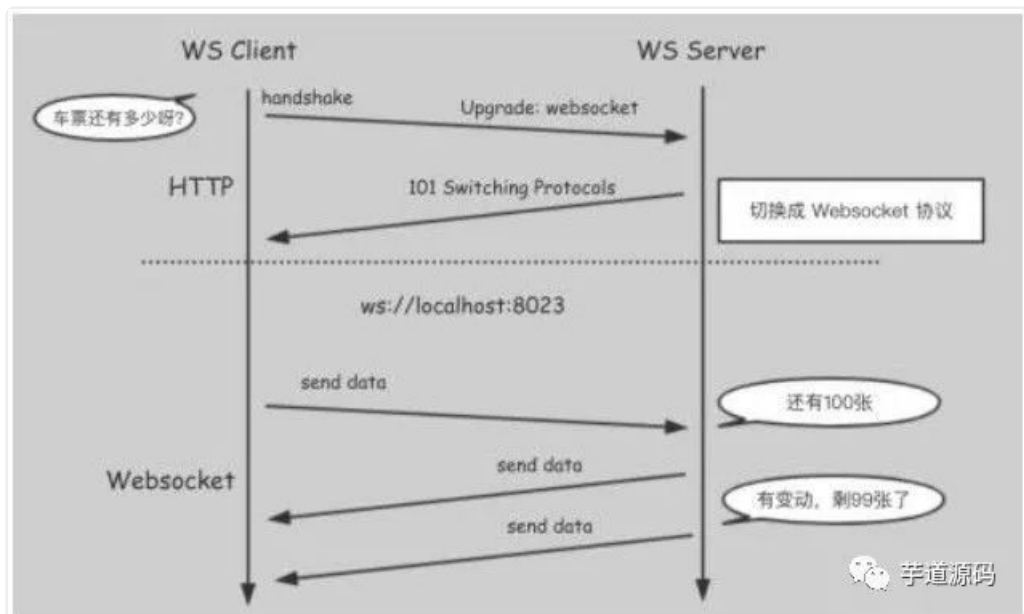 WS Client
WS Server
handshake
Upgrade: websocket
车票还有多少呀?
HTTP
101 Switching Protocols
切换成 Websocket 协议
ws://localhost:8023
send data
还有100张
Websocket
send data
有变动，剩99张了
send data
芋道源码